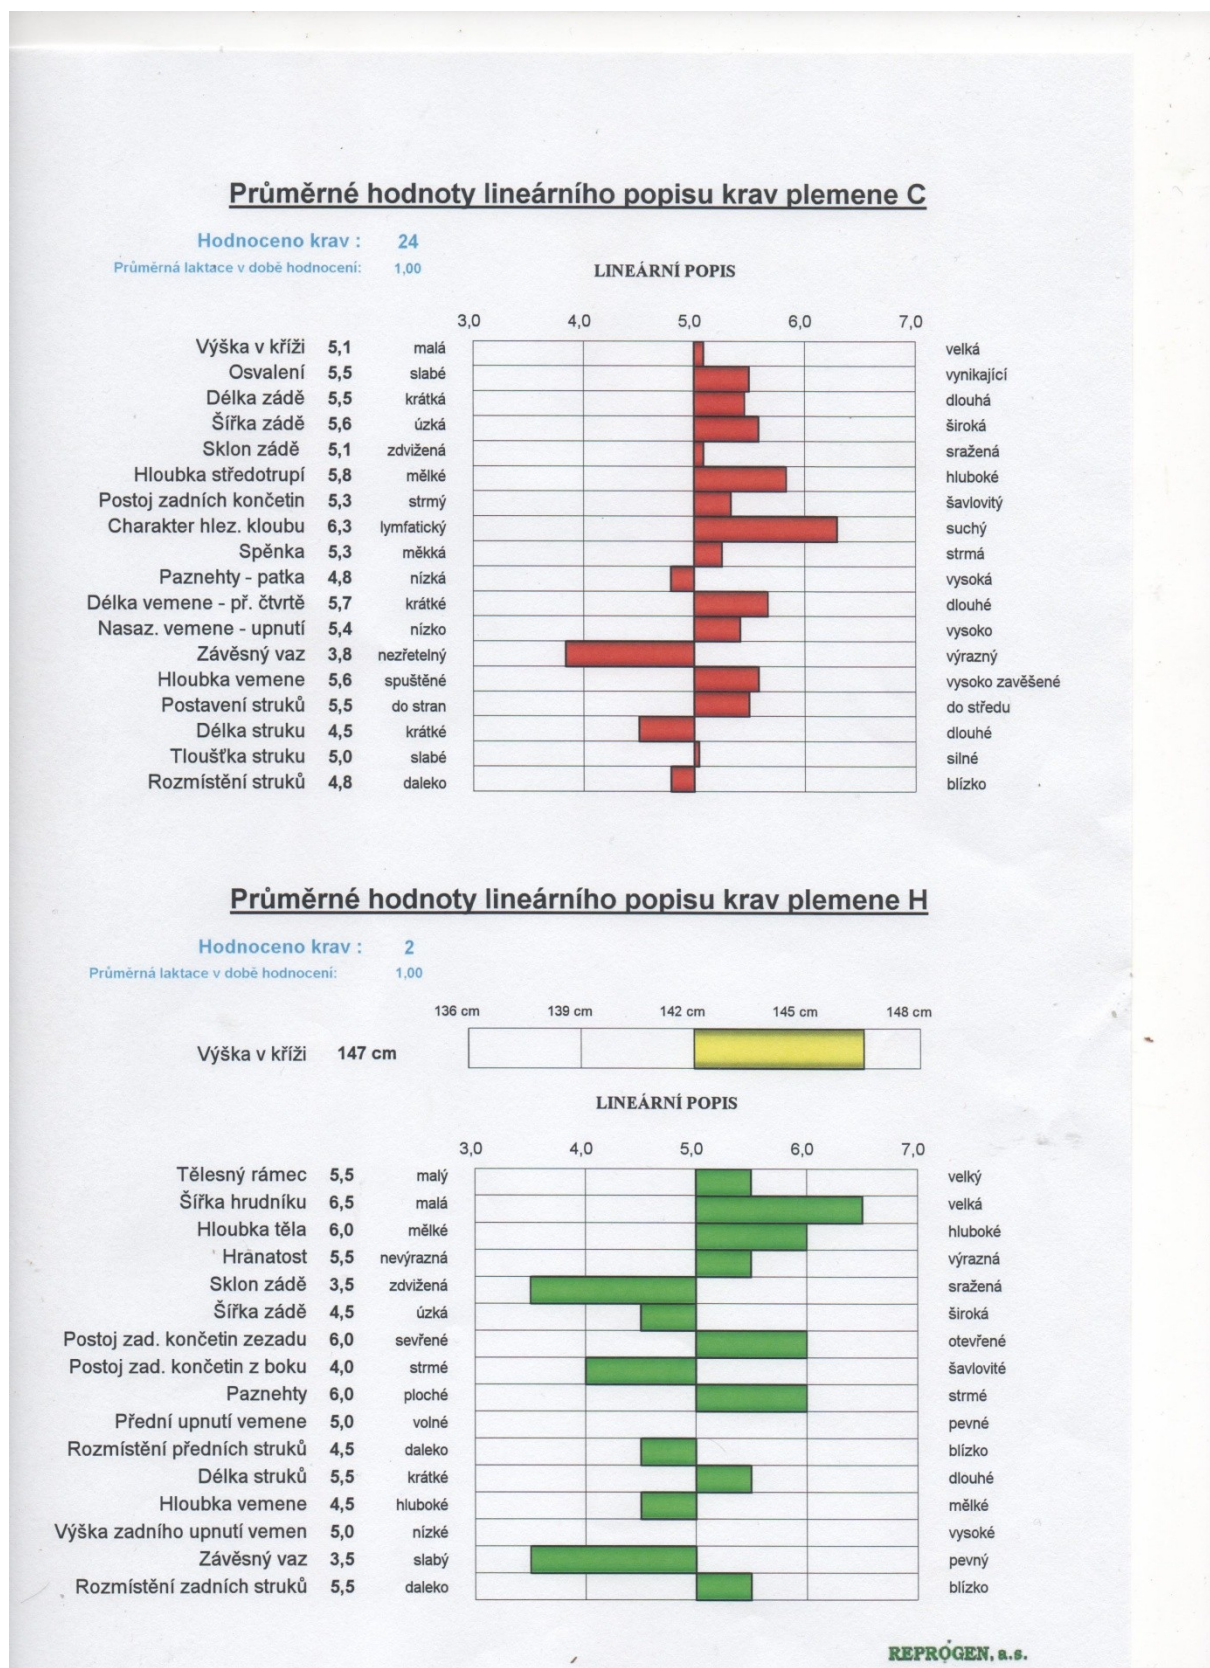 Průměrné hodnoty lineárního popisu krav plemene C
Hodnoceno krav : 24
Průměrná laktace v době hodnocení: 1,00
LINEÁRNÍ POPIS
3,0 4,0 5,0 6,0 7,0
Výška v kříži 5,1 malá velká
Osvalení 5,5 slabé vynikající
Délka zádě 5,5 krátká dlouhá
Šířka zádě 5,6 úzká široká
Sklon zádě 5,1 zdvižená sražená
Hloubka středotrupí 5,8 mělké hluboké
Postoj zadních končetin 5,3 strmý šavlovitý
Charakter hlez. kloubu 6,3 lymfatický suchý
Spěnka 5,3 měkká strmá
Paznehty - patka 4,8 nízká vysoká
Délka vemene - př. čtvrtě 5,7 krátké dlouhé
Nasaz. vemene - upnutí 5,4 nízko vysoko
Závěsný vaz 3,8 nezřetelný výrazný
Hloubka vemene 5,6 spuštěné vysoko zavěšené
Postavení struků 5,5 do stran do středu
Délka struku 4,5 krátké dlouhé
Tloušťka struku 5,0 slabé silné
Rozmístění struků 4,8 daleko blízko
Průměrné hodnoty lineárního popisu krav plemene H
Hodnoceno krav : 2
Průměrná laktace v době hodnocení: 1,00
136 cm 139 cm 142 cm 145 cm 148 cm
Výška v kříži 147 cm
LINEÁRNÍ POPIS
3,0 4,0 5,0 6,0 7,0
Tělesný rámec 5,5 malý velký
Šířka hrudníku 6,5 malá velká
Hloubka těla 6,0 mělké hluboké
Hranatost 5,5 nevýrazná výrazná
Sklon zádě 3,5 zdvižená sražená
Šířka zádě 4,5 úzká široká
Postoj zad. končetin zezadu 6,0 sevřené otevřené
Postoj zad. končetin z boku 4,0 strmé šavlovité
Paznehty 6,0 ploché strmé
Přední upnutí vemene 5,0 volné pevné
Rozmístění předních struků 4,5 daleko blízko
Délka struků 5,5 krátké dlouhé
Hloubka vemene 4,5 hluboké mělké
Výška zadního upnutí vemen 5,0 nízké vysoké
Závěsný vaz 3,5 slabý pevný
Rozmístění zadních struků 5,5 daleko blízko
REPROGEN, a.s.